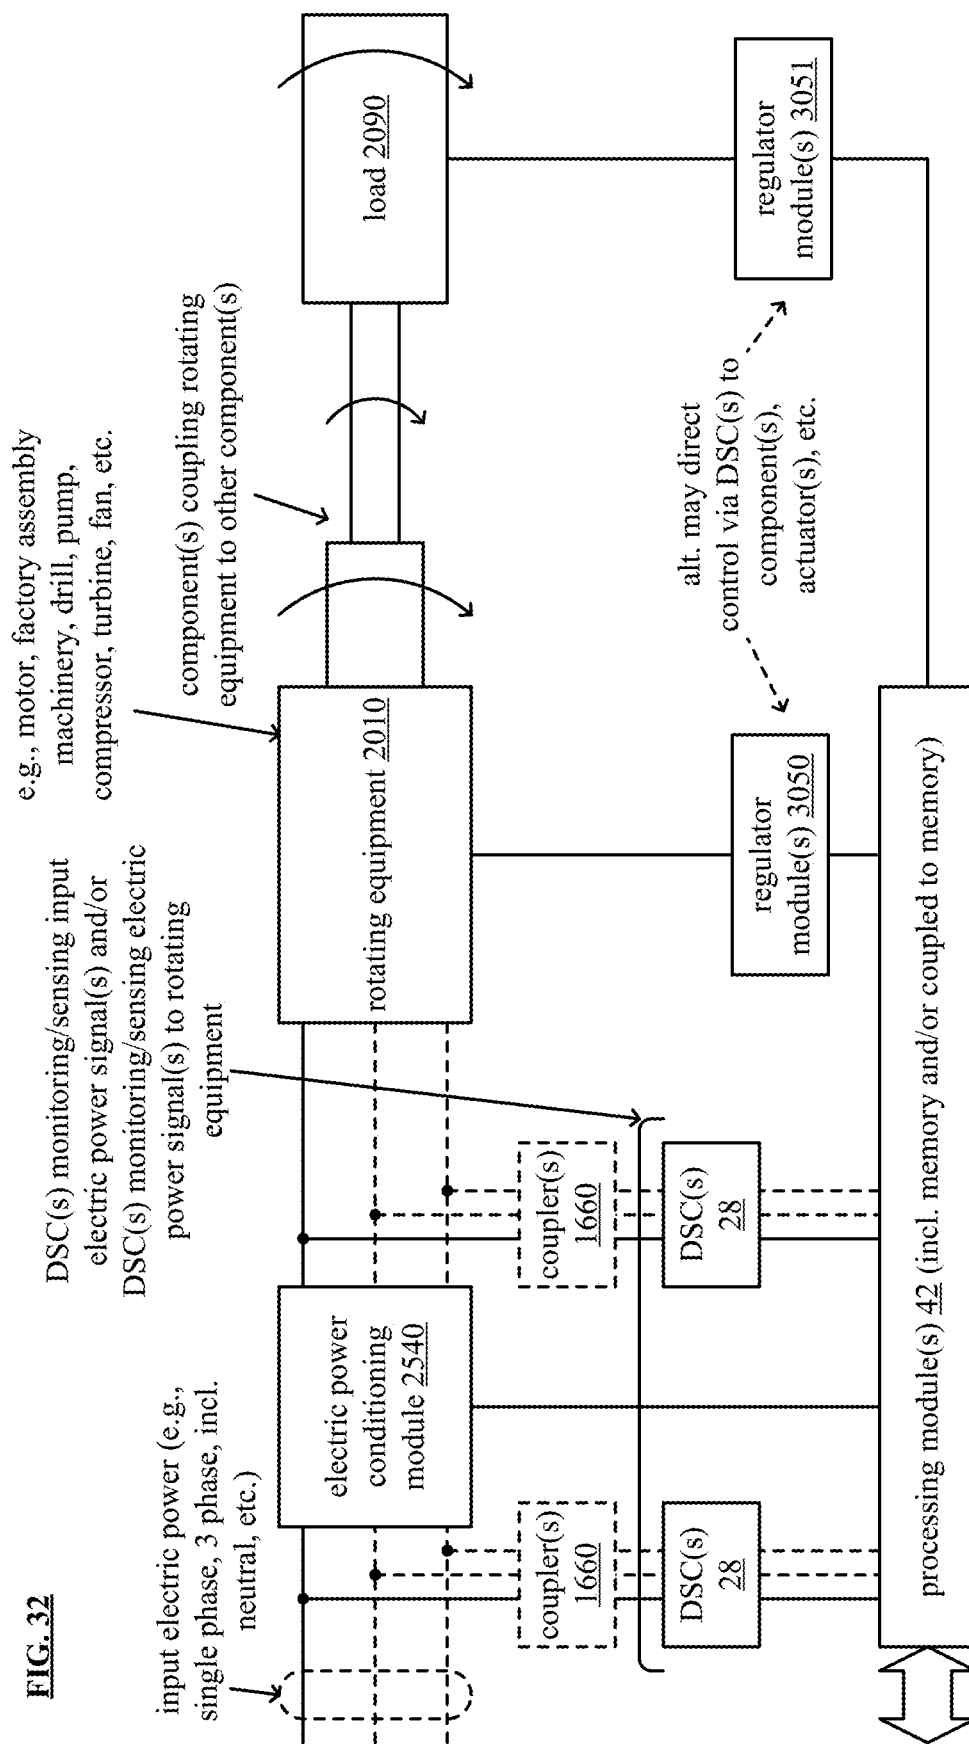 FIG. 32
input electric power (e.g.,
single phase, 3 phase, incl.
neutral, etc.)
DSC(s) monitoring/sensing input
electric power signal(s) and/or
DSC(s) monitoring/sensing electric
power signal(s) to rotating
equipment
e.g., motor, factory assembly
machinery, drill, pump,
compressor, turbine, fan, etc.
component(s) coupling rotating
equipment to other component(s)
electric power
conditioning
module 2540
rotating equipment 2010
load 2090
coupler(s)
1660
coupler(s)
1660
DSC(s)
28
DSC(s)
28
regulator
module(s) 3050
alt. may direct
control via DSC(s) to
component(s),
actuator(s), etc.
regulator
module(s) 3051
processing module(s) 42 (incl. memory and/or coupled to memory)